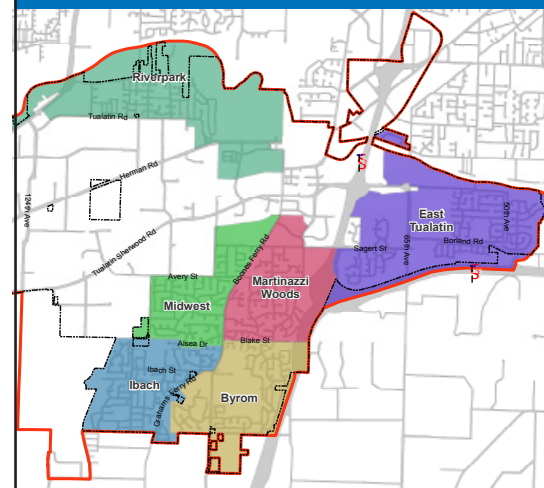 Riverpark
Tualatin Rd
Herman Rd
124th Ave
Tualatin Sherwood Rd
East
Tualatin
50th Ave
65th Ave
Borland Rd
Sagert St
Boones Ferry Rd
Avery St
Martinazzi
Woods
Midwest
Alsea Dr
Blake St
Ibach St
Ibach
Grahams Ferry Rd
Byrom